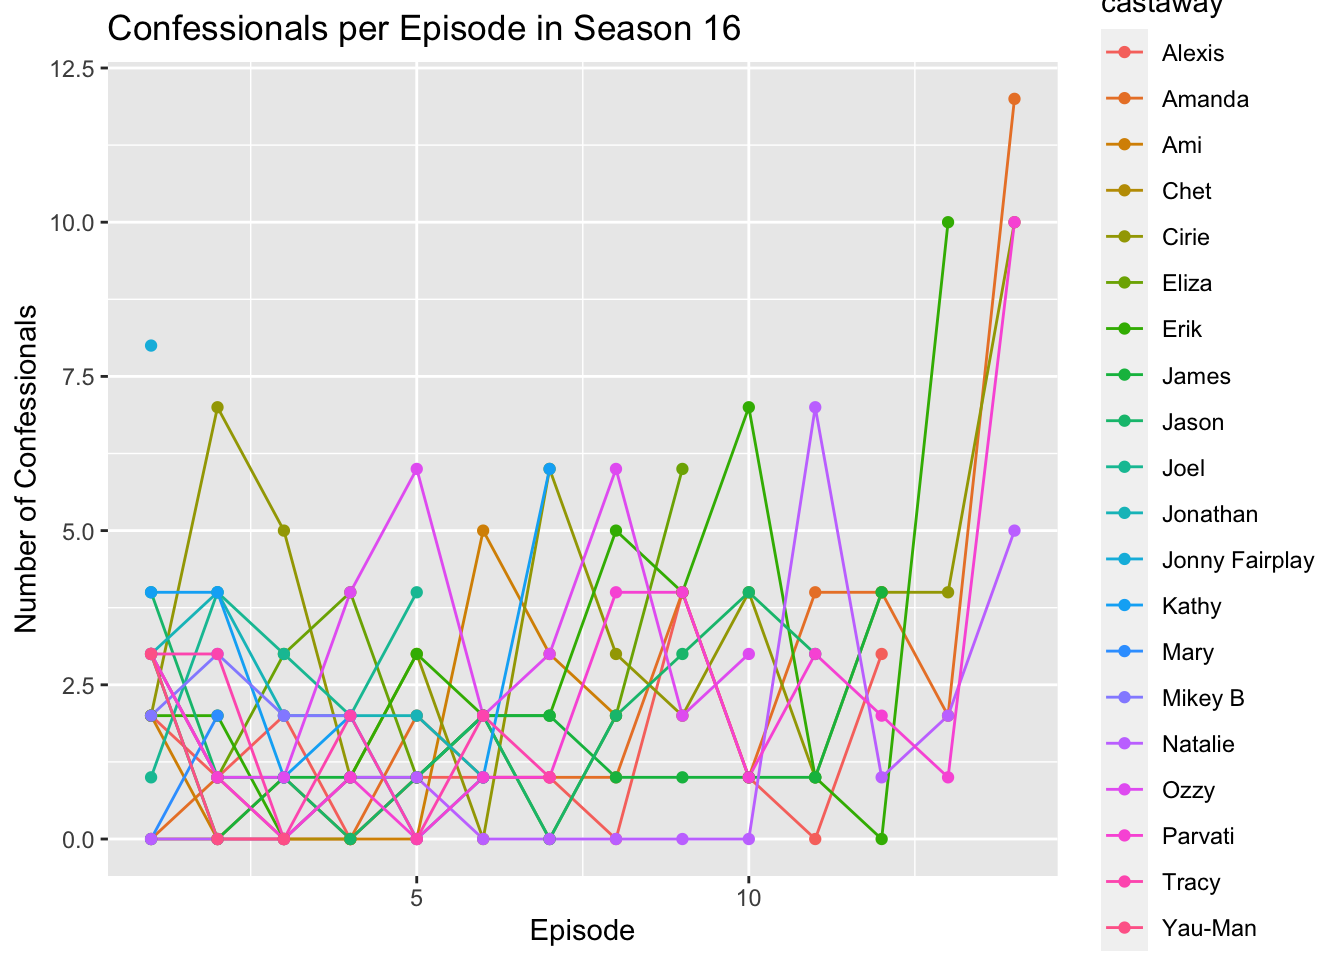 Confessionals per Episode in Season 16
castaway
Alexis
Amanda
Ami
Chet
Cirie
Eliza
Erik
James
Jason
Joel
Jonathan
Jonny Fairplay
Kathy
Mary
Mikey B
Natalie
Ozzy
Parvati
Tracy
Yau-Man
Number of Confessionals
12.5
10.0
7.5
5.0
2.5
0.0
5
10
Episode